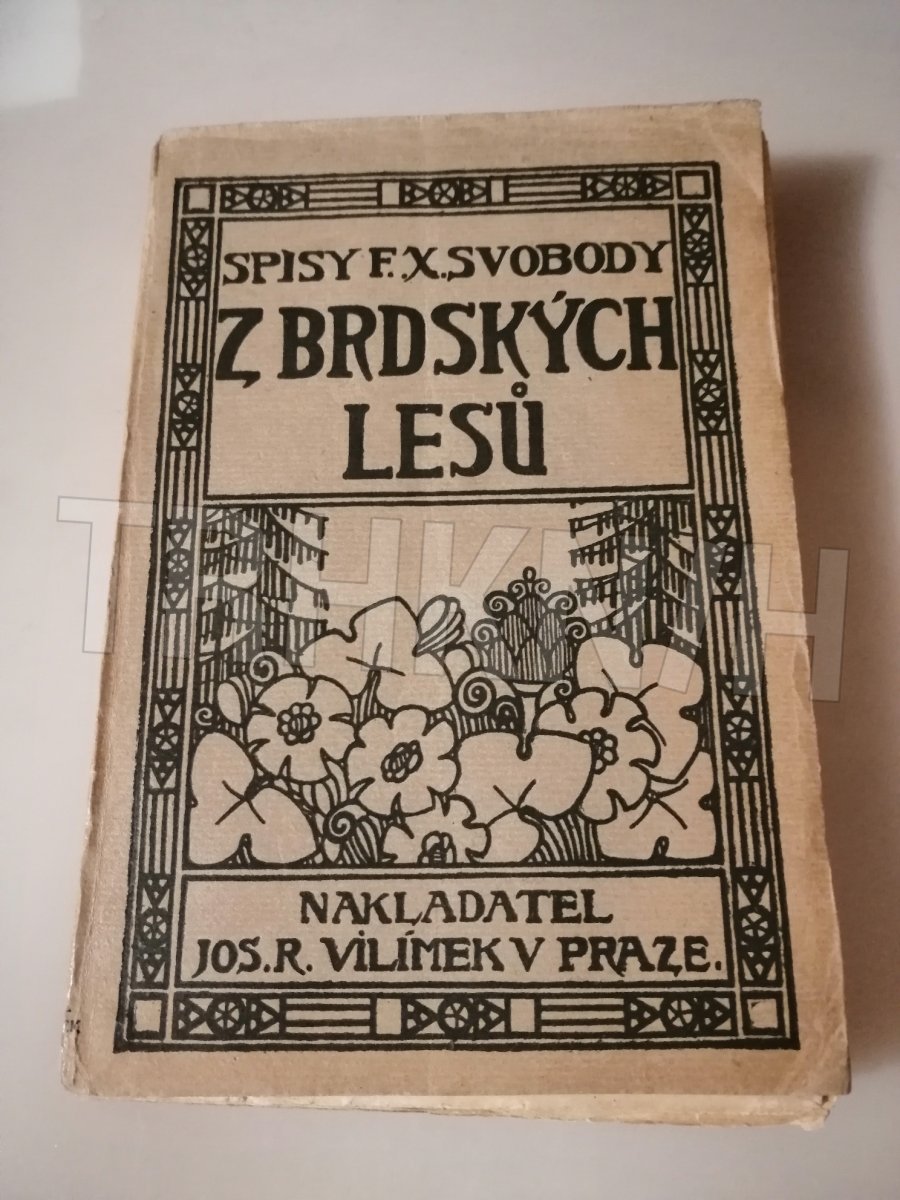 SPISY F. X. SVOBODY
Z BRDSKÝCH
LESŮ
NAKLADATEL
JOS. R. VILÍMEK V PRAZE.